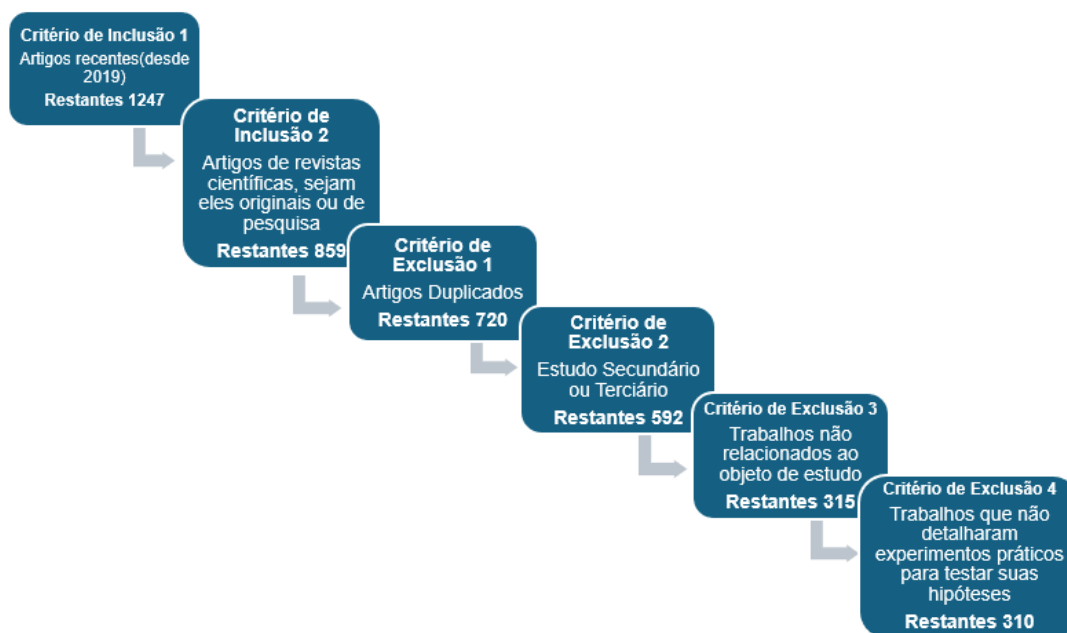 Critério de Inclusão 1
Artigos recentes(desde
2019)
Restantes 1247
Critério de
Inclusão 2
Artigos de revistas
científicas, sejam
eles originais ou de
pesquisa
Restantes 859
Critério de
Exclusão 1
Artigos Duplicados
Restantes 720
Critério de
Exclusão 2
Estudo Secundário
ou Terciário
Restantes 592
Critério de Exclusão 3
Trabalhos não
relacionados ao
objeto de estudo
Restantes 315
Critério de Exclusão 4
Trabalhos que não
detalharam
experimentos práticos
para testar suas
hipóteses
Restantes 310